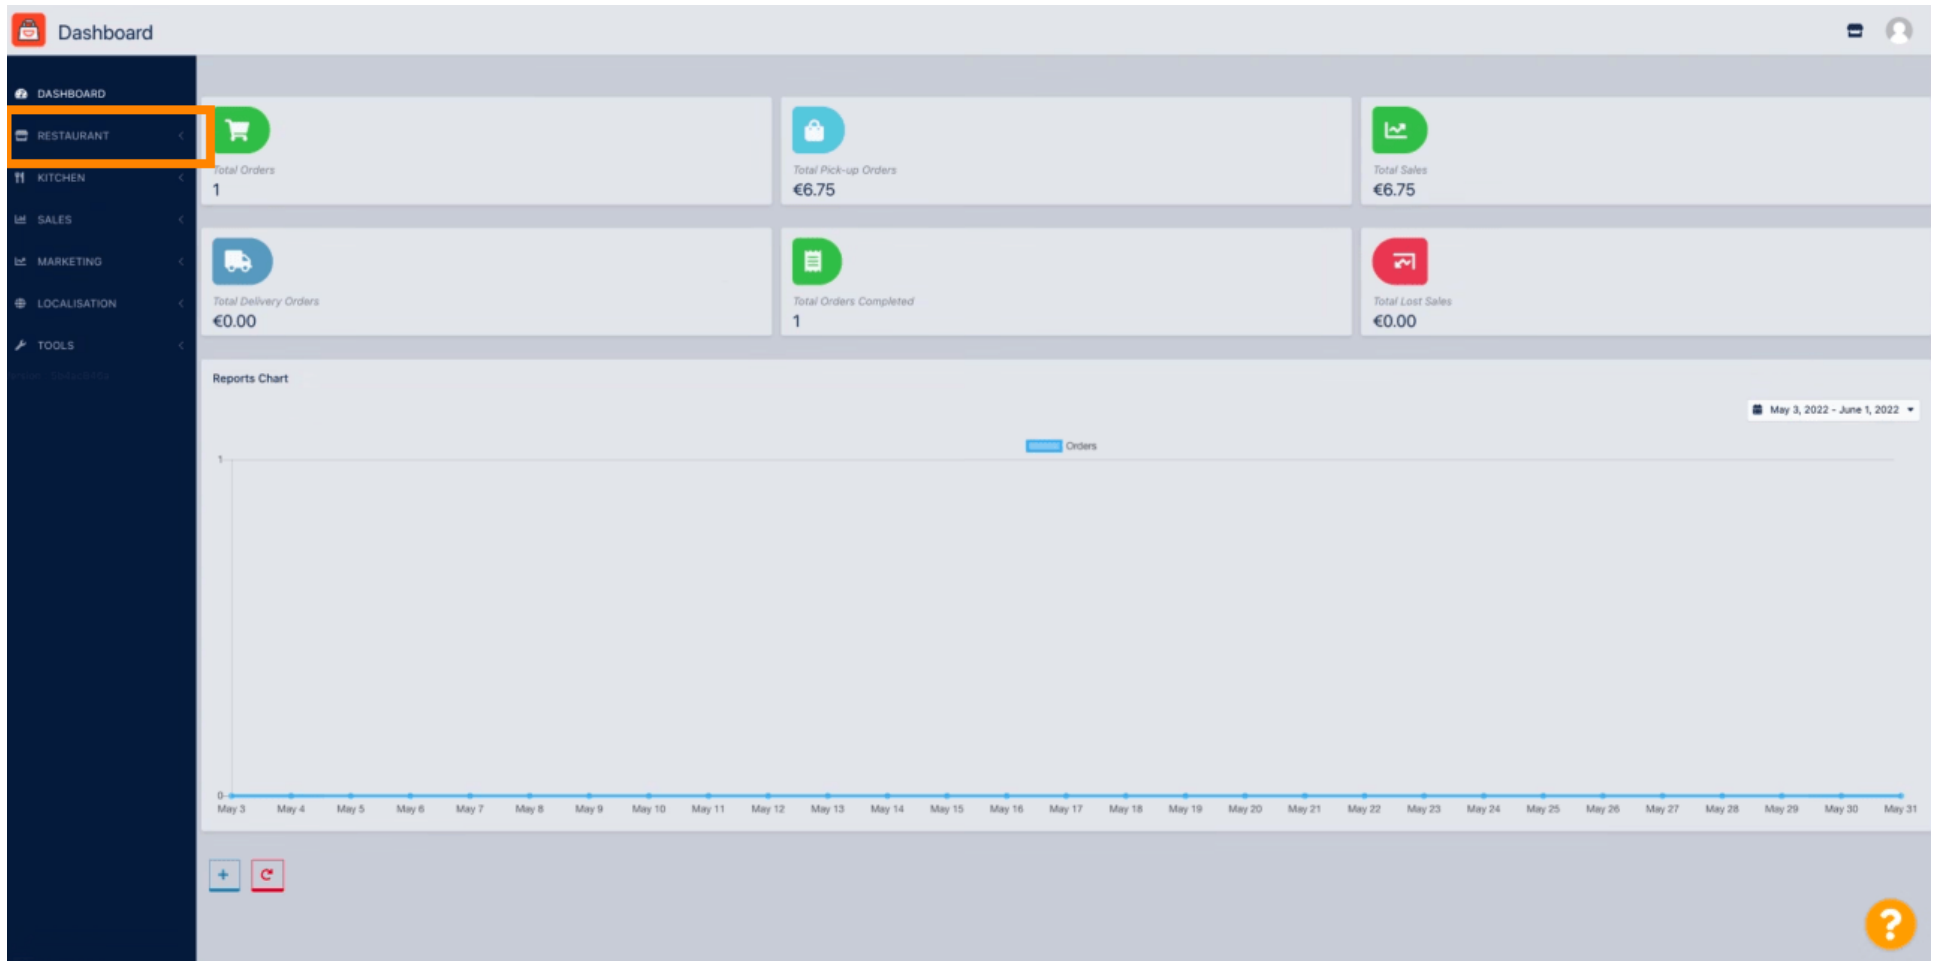 Dashboard
DASHBOARD
RESTAURANT
KITCHEN
SALES
MARKETING
LOCALISATION
TOOLS
Total Orders
1
Total Pick-up Orders
€6.75
Total Sales
€6.75
Total Delivery Orders
€0.00
Total Orders Completed
1
Total Lost Sales
€0.00
Reports Chart
May 3, 2022 - June 1, 2022
Orders
1
0
May 3 May 4 May 5 May 6 May 7 May 8 May 9 May 10 May 11 May 12 May 13 May 14 May 15 May 16 May 17 May 18 May 19 May 20 May 21 May 22 May 23 May 24 May 25 May 26 May 27 May 28 May 29 May 30 May 31
+
?